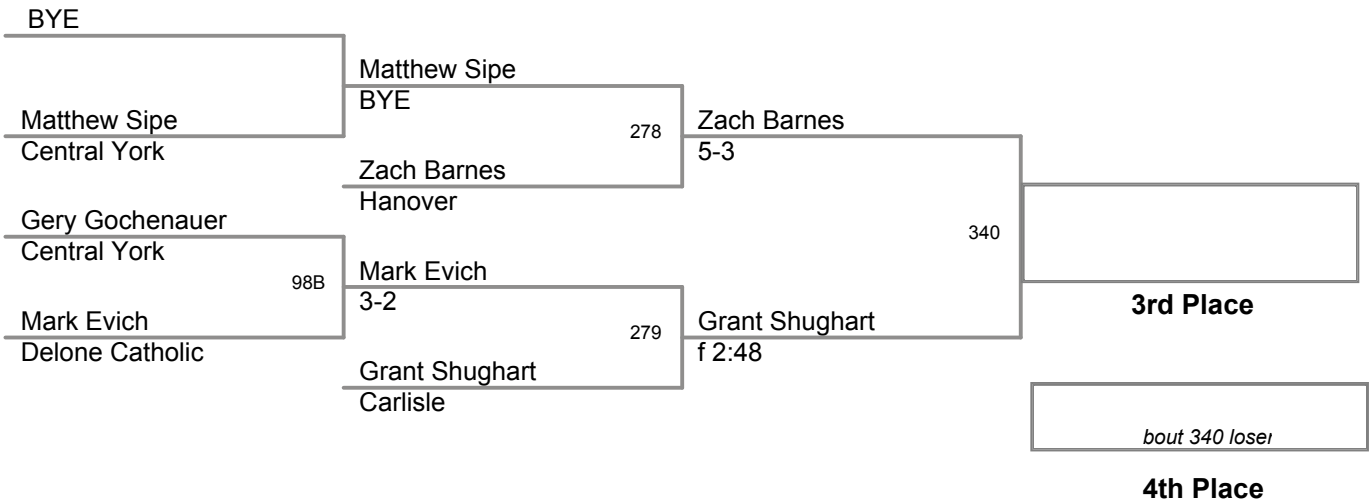 BYE
Matthew Sipe
Central York
Gery Gochenauer
Central York
98B
Mark Evich
Delone Catholic
Matthew Sipe
BYE
278
Zach Barnes
Hanover
Mark Evich
3-2
279
Grant Shughart
Carlisle
Zach Barnes
5-3
340
Grant Shughart
f 2:48
3rd Place
bout 340 loser
4th Place